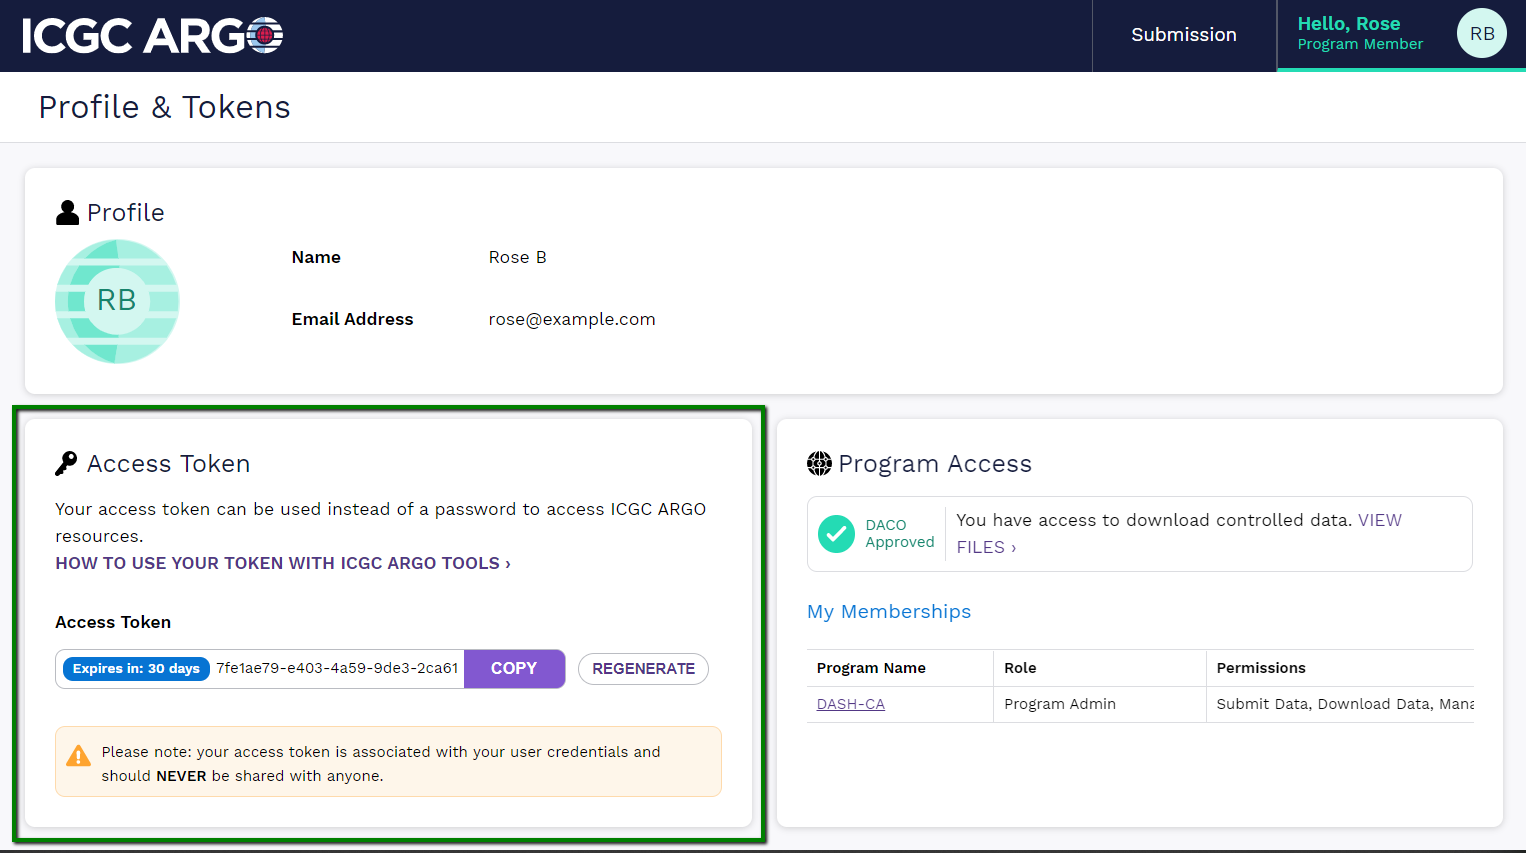 ICGC ARGO
Submission
Hello, Rose
Program Member
RB
Profile & Tokens
Profile
RB
Name
Rose B
Email Address
rose@example.com
Access Token
Your access token can be used instead of a password to access ICGC ARGO
resources.
HOW TO USE YOUR TOKEN WITH ICGC ARGO TOOLS ›
Access Token
Expires in: 30 days 7fe1ae79-e403-4a59-9de3-2ca61 COPY REGENERATE
Please note: your access token is associated with your user credentials and
should NEVER be shared with anyone.
Program Access
DACO
Approved
You have access to download controlled data. VIEW
FILES ›
My Memberships
Program Name Role Permissions
DASH-CA Program Admin Submit Data, Download Data, Mana